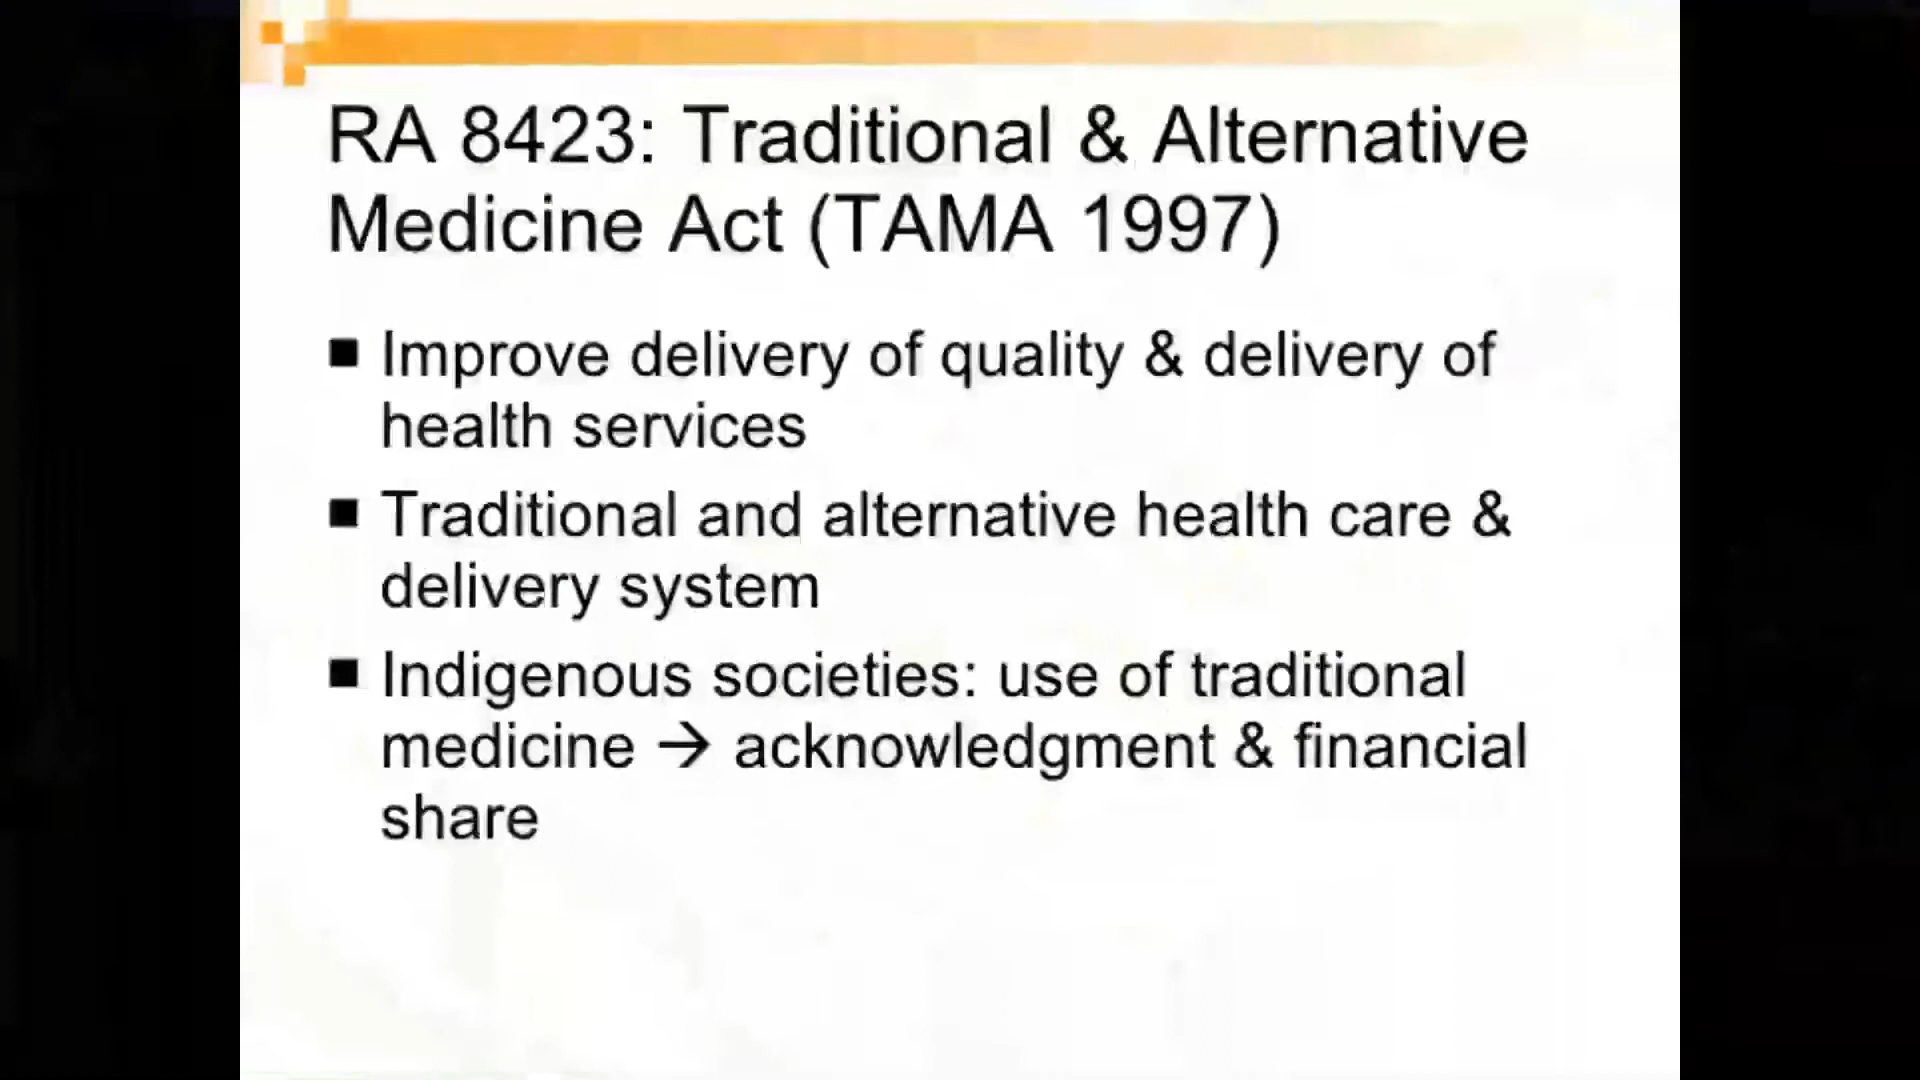 RA 8423: Traditional & Alternative
Medicine Act (TAMA 1997)
■ Improve delivery of quality & delivery of
health services
■ Traditional and alternative health care &
delivery system
■ Indigenous societies: use of traditional
medicine → acknowledgment & financial
share